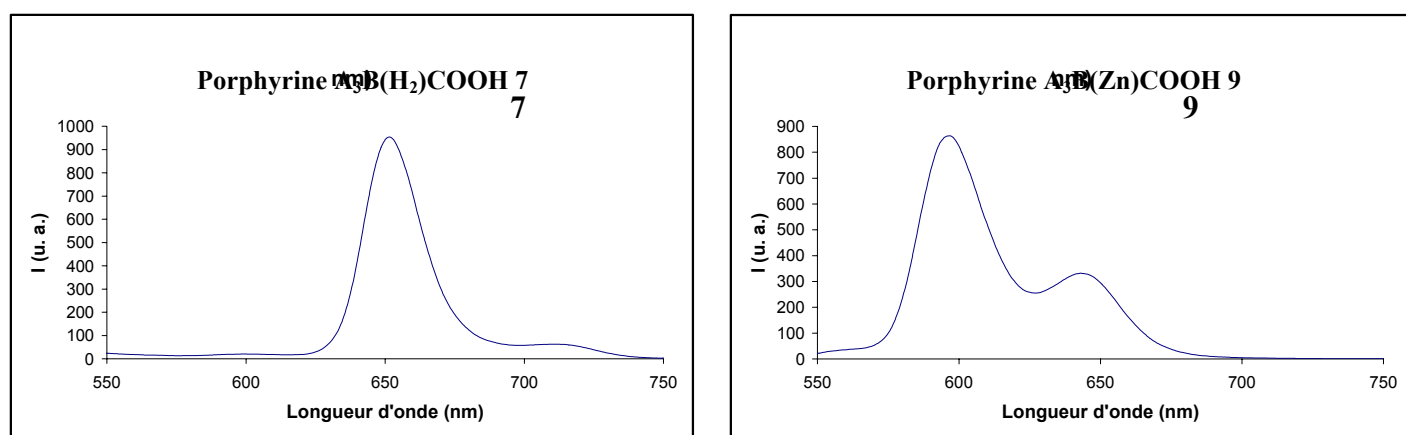 Porphyrine A₃B(H₂)COOH 7
7
1000
900
800
700
600
500
400
300
200
100
0
I (u. a.)
550 600 650 700 750
Longueur d'onde (nm)
Porphyrine A₃B(Zn)COOH 9
9
900
800
700
600
500
400
300
200
100
0
I (u. a.)
550 600 650 700 750
Longueur d'onde (nm)